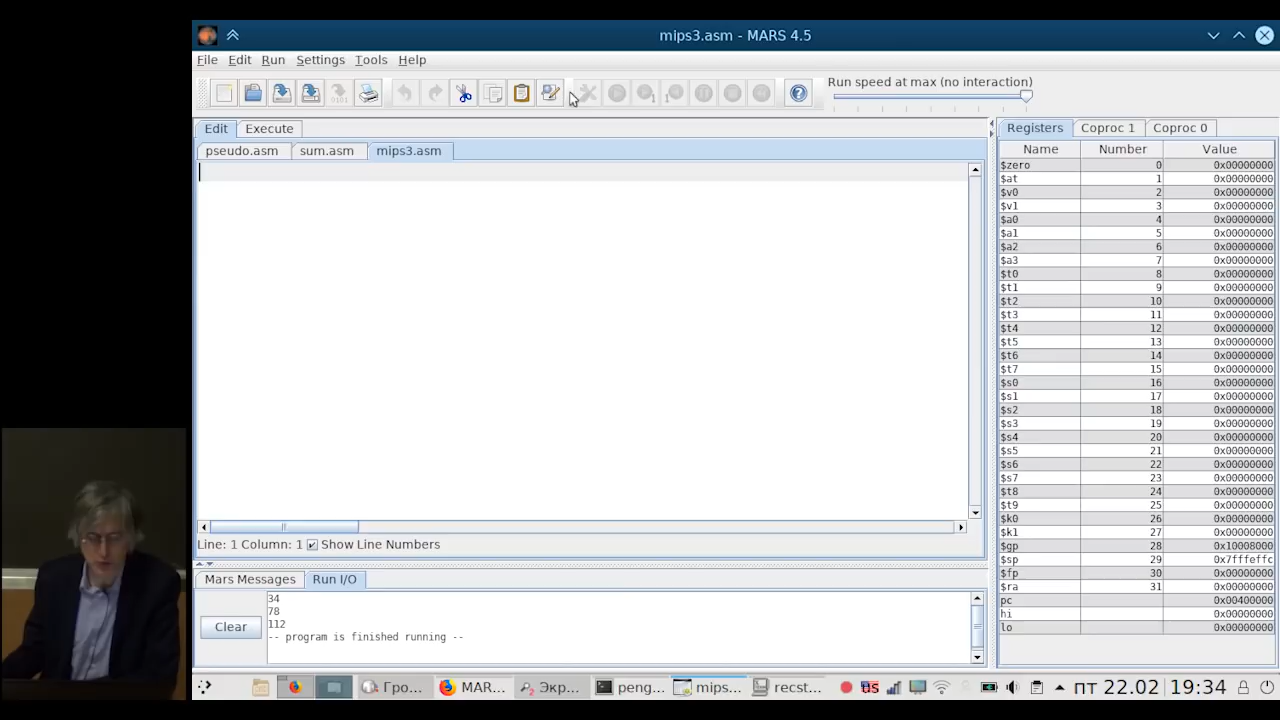 mips3.asm - MARS 4.5
File Edit Run Settings Tools Help
Run speed at max (no interaction)
Edit Execute
pseudo.asm sum.asm mips3.asm
Line: 1 Column: 1 Show Line Numbers
Mars Messages Run I/O
34
78
112
-- program is finished running --
Clear
Registers Coproc 1 Coproc 0
Name Number Value
$zero 0 0x00000000
$at 1 0x00000000
$v0 2 0x00000000
$v1 3 0x00000000
$a0 4 0x00000000
$a1 5 0x00000000
$a2 6 0x00000000
$a3 7 0x00000000
$t0 8 0x00000000
$t1 9 0x00000000
$t2 10 0x00000000
$t3 11 0x00000000
$t4 12 0x00000000
$t5 13 0x00000000
$t6 14 0x00000000
$t7 15 0x00000000
$s0 16 0x00000000
$s1 17 0x00000000
$s2 18 0x00000000
$s3 19 0x00000000
$s4 20 0x00000000
$s5 21 0x00000000
$s6 22 0x00000000
$s7 23 0x00000000
$t8 24 0x00000000
$t9 25 0x00000000
$k0 26 0x00000000
$k1 27 0x00000000
$gp 28 0x10008000
$sp 29 0x7fffeffc
$fp 30 0x00000000
$ra 31 0x00000000
pc 0x00400000
hi 0x00000000
lo 0x00000000
Гро... MAR... Экр... peng... mips... recst... us пт 22.02 19:34